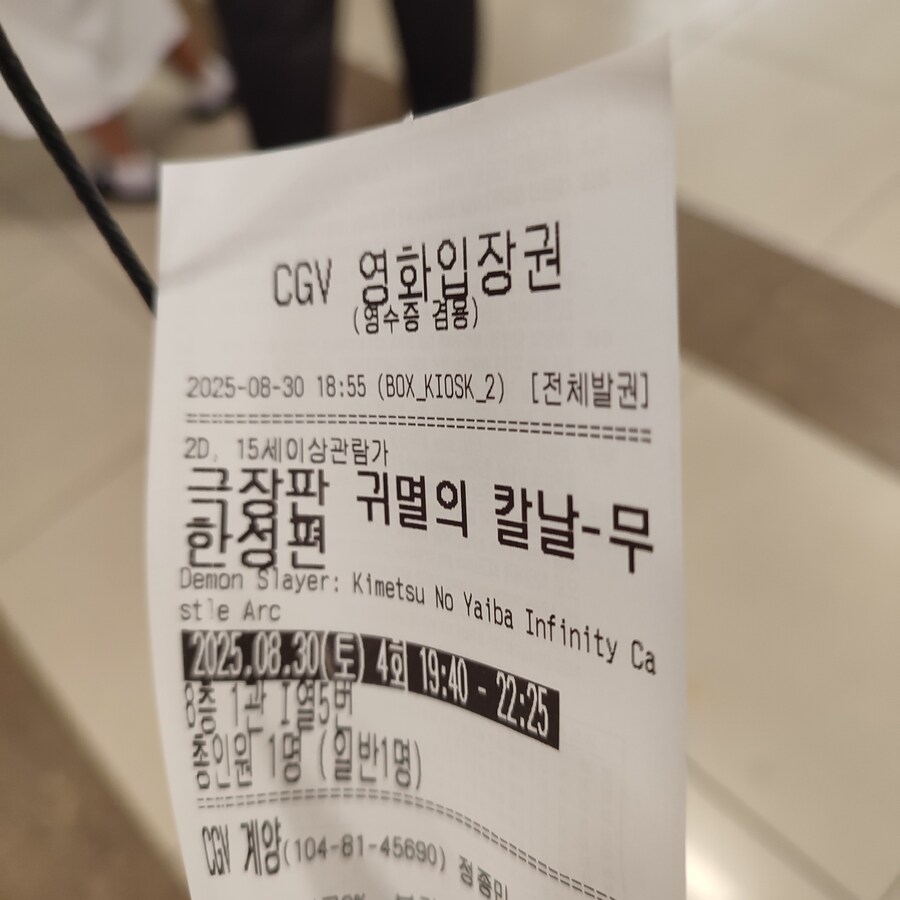 CGV 영화입장권
(영수증 겸용)
2025-08-30 18:55 (BOX_KIOSK_2) [전체발권]
2D, 15세이상관람가
극장판 귀멸의 칼날-무
한성편
Demon Slayer: Kimetsu No Yaiba Infinity Ca
stle Arc
2025.08.30(토) 4회 19:40 - 22:25
8층 1관 I열5번
총인원 1명 (일반1명)
CGV 계양(104-81-45690) 정종민